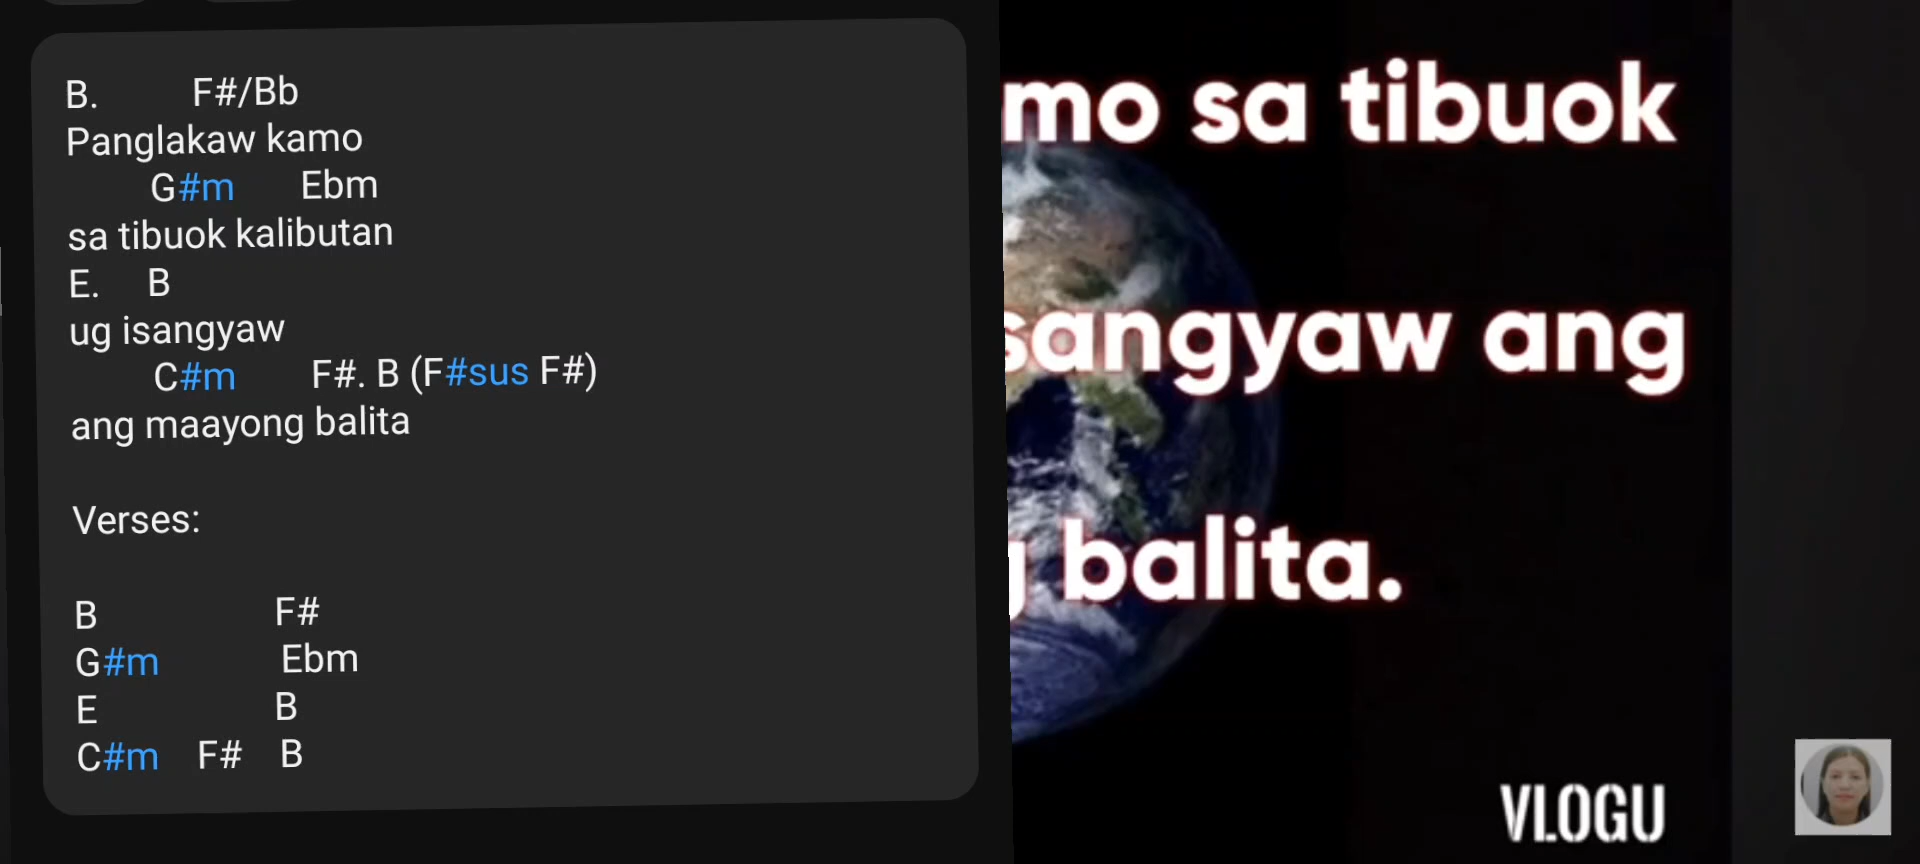 B. F#/Bb
Panglakaw kamo
G#m Ebm
sa tibuok kalibutan
E. B
ug isangyaw
C#m F#. B (F#sus F#)
ang maayong balita
Verses:
B F#
G#m Ebm
E B
C#m F# B
mo sa tibuok
sangyaw ang
balita.
VLOGU